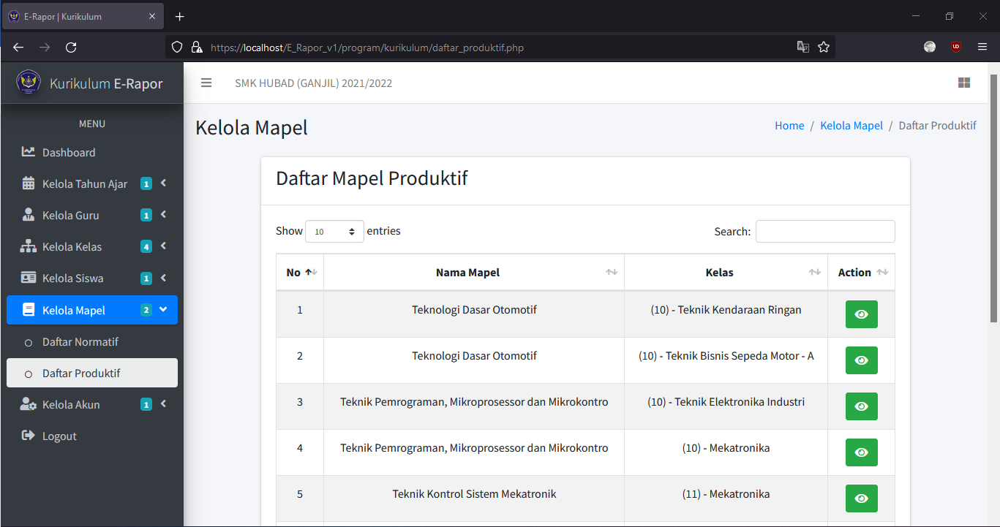 E-Rapor | Kurikulum
https://localhost/E_Rapor_v1/program/kurikulum/daftar_produktif.php
Kurikulum E-Rapor
SMK HUBAD (GANJIL) 2021/2022
MENU
Dashboard
Kelola Tahun Ajar 1
Kelola Guru 1
Kelola Kelas 4
Kelola Siswa 1
Kelola Mapel 2
Daftar Normatif
Daftar Produktif
Kelola Akun 1
Logout
Kelola Mapel
Home / Kelola Mapel / Daftar Produktif
Daftar Mapel Produktif
Show 10 entries
Search:
No Nama Mapel Kelas Action
1 Teknologi Dasar Otomotif (10) - Teknik Kendaraan Ringan
2 Teknologi Dasar Otomotif (10) - Teknik Bisnis Sepeda Motor - A
3 Teknik Pemrograman, Mikroprosessor dan Mikrokontro (10) - Teknik Elektronika Industri
4 Teknik Pemrograman, Mikroprosessor dan Mikrokontro (10) - Mekatronika
5 Teknik Kontrol Sistem Mekatronik (11) - Mekatronika